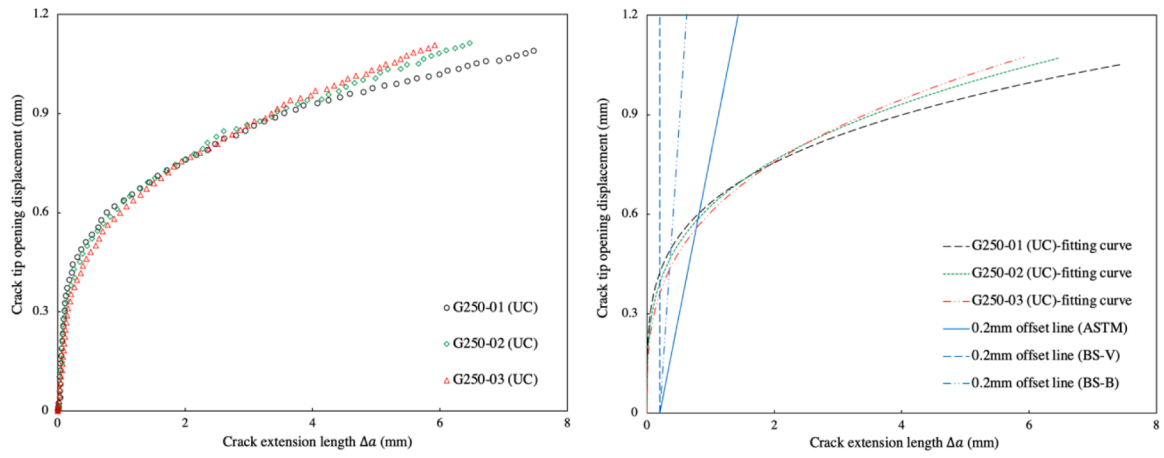 1.2
0.9
0.6
0.3
0
Crack tip opening displacement (mm)
G250-01 (UC)
G250-02 (UC)
G250-03 (UC)
0 2 4 6 8
Crack extension length Δa (mm)
1.2
0.9
0.6
0.3
0
Crack tip opening displacement (mm)
G250-01 (UC)-fitting curve
G250-02 (UC)-fitting curve
G250-03 (UC)-fitting curve
0.2mm offset line (ASTM)
0.2mm offset line (BS-V)
0.2mm offset line (BS-B)
0 2 4 6 8
Crack extension length Δa (mm)